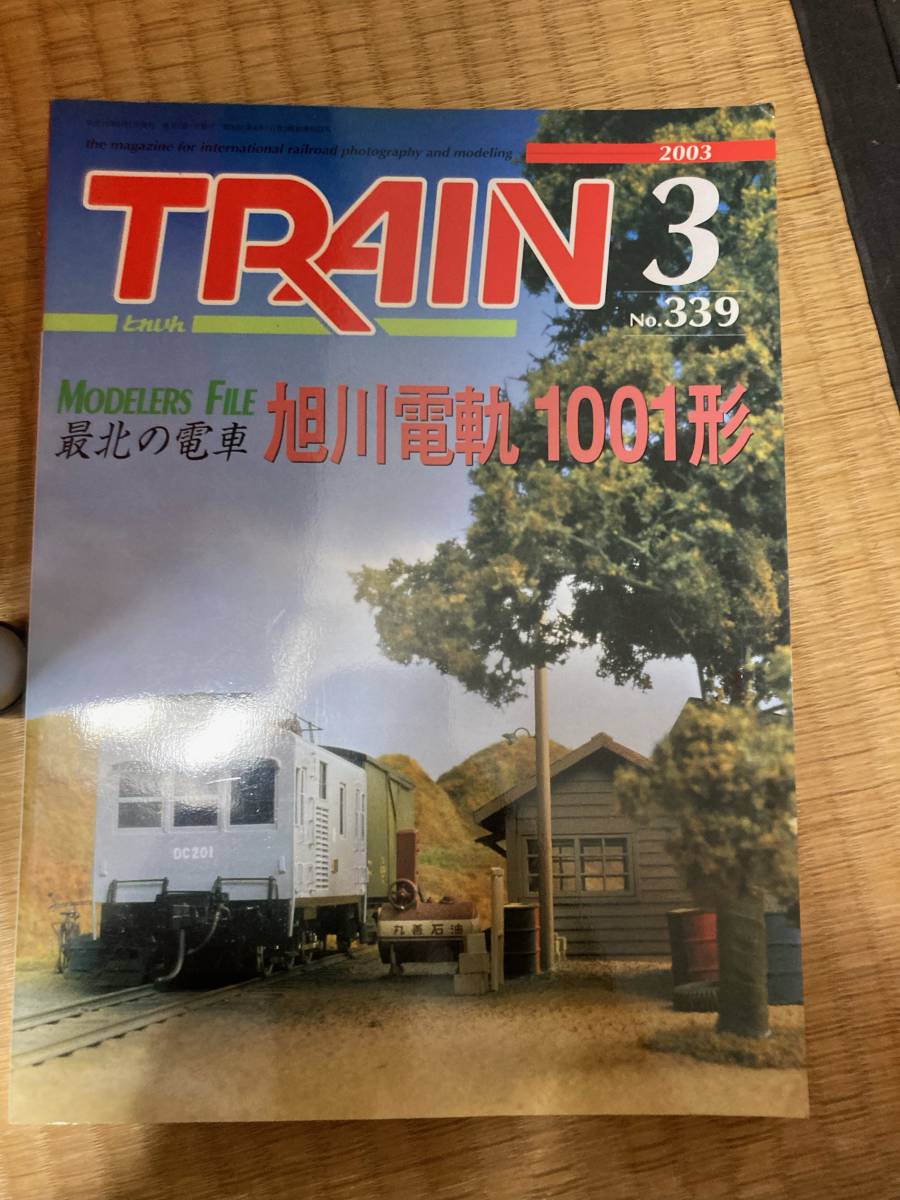 the magazine for international railroad photography and modeling
2003
TRAIN
3
とれいん
No.339
MODELERS FILE
最北の電車
旭川電軌 1001形
DC201
丸善石油